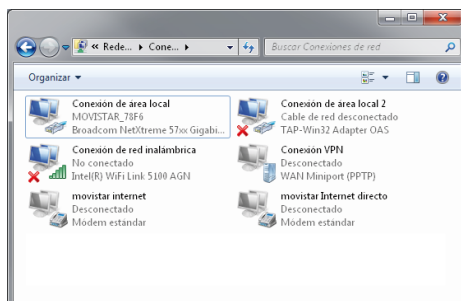 « Rede... ▸ Cone... ▸
Buscar Conexiones de red
Organizar
Conexión de área local
MOVISTAR_78F6
Broadcom NetXtreme 57xx Gigabi...
Conexión de área local 2
Cable de red desconectado
TAP-Win32 Adapter OAS
Conexión de red inalámbrica
No conectado
Intel(R) WiFi Link 5100 AGN
Conexión VPN
Desconectado
WAN Miniport (PPTP)
movistar internet
Desconectado
Módem estándar
movistar Internet directo
Desconectado
Módem estándar